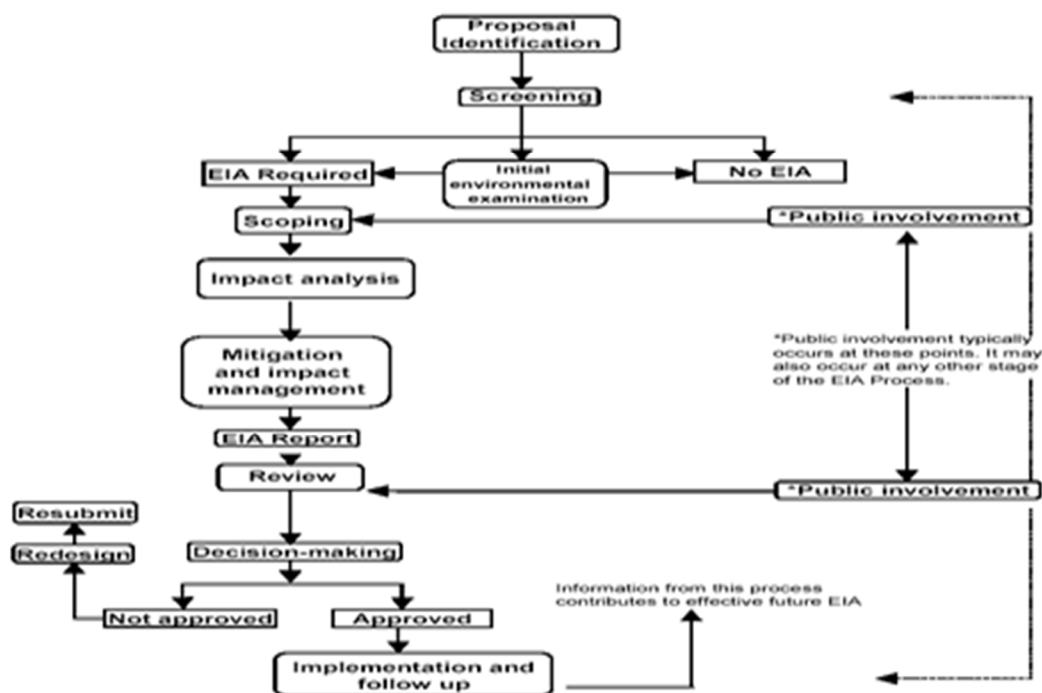 Proposal
Identification
Screening
EIA Required
Initial
environmental
examination
No EIA
Scoping
*Public involvement
Impact analysis
*Public involvement typically
occurs at these points. It may
also occur at any other stage
of the EIA Process.
Mitigation
and impact
management
EIA Report
Review
*Public involvement
Resubmit
Redesign
Decision-making
Information from this process
contributes to effective future EIA
Not approved
Approved
Implementation and
follow up